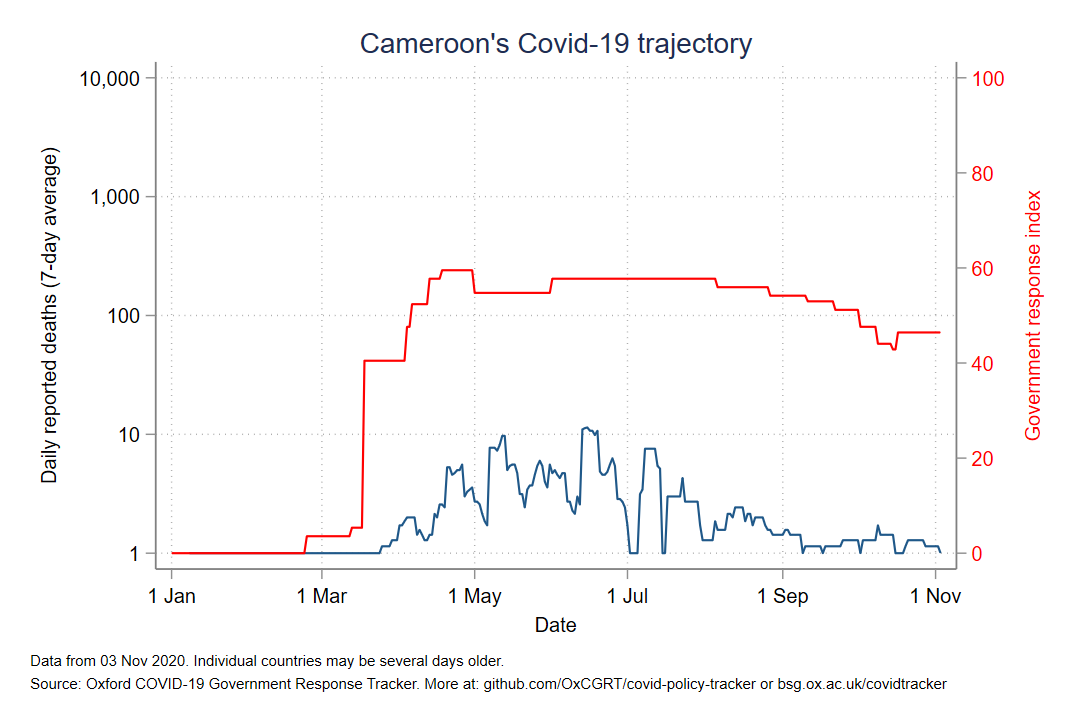 Cameroon's Covid-19 trajectory
Daily reported deaths (7-day average)
10,000
1,000
100
10
1
100
80
60
40
20
0
Government response index
1 Jan
1 Mar
1 May
1 Jul
1 Sep
1 Nov
Date
Data from 03 Nov 2020. Individual countries may be several days older.
Source: Oxford COVID-19 Government Response Tracker. More at: github.com/OxCGRT/covid-policy-tracker or bsg.ox.ac.uk/covidtracker